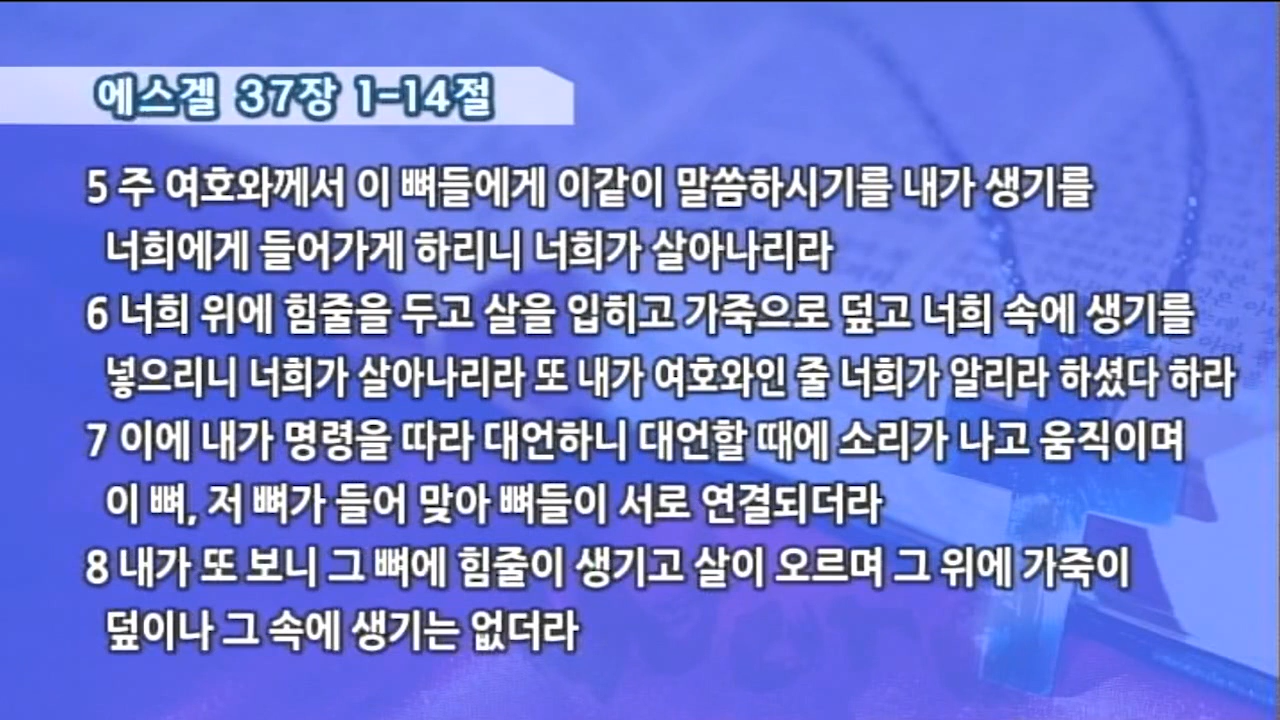 에스겔 37장 1-14절
5 주 여호와께서 이 뼈들에게 이같이 말씀하시기를 내가 생기를
너희에게 들어가게 하리니 너희가 살아나리라
6 너희 위에 힘줄을 두고 살을 입히고 가죽으로 덮고 너희 속에 생기를
넣으리니 너희가 살아나리라 또 내가 여호와인 줄 너희가 알리라 하셨다 하라
7 이에 내가 명령을 따라 대언하니 대언할 때에 소리가 나고 움직이며
이 뼈, 저 뼈가 들어 맞아 뼈들이 서로 연결되더라
8 내가 또 보니 그 뼈에 힘줄이 생기고 살이 오르며 그 위에 가죽이
덮이나 그 속에 생기는 없더라